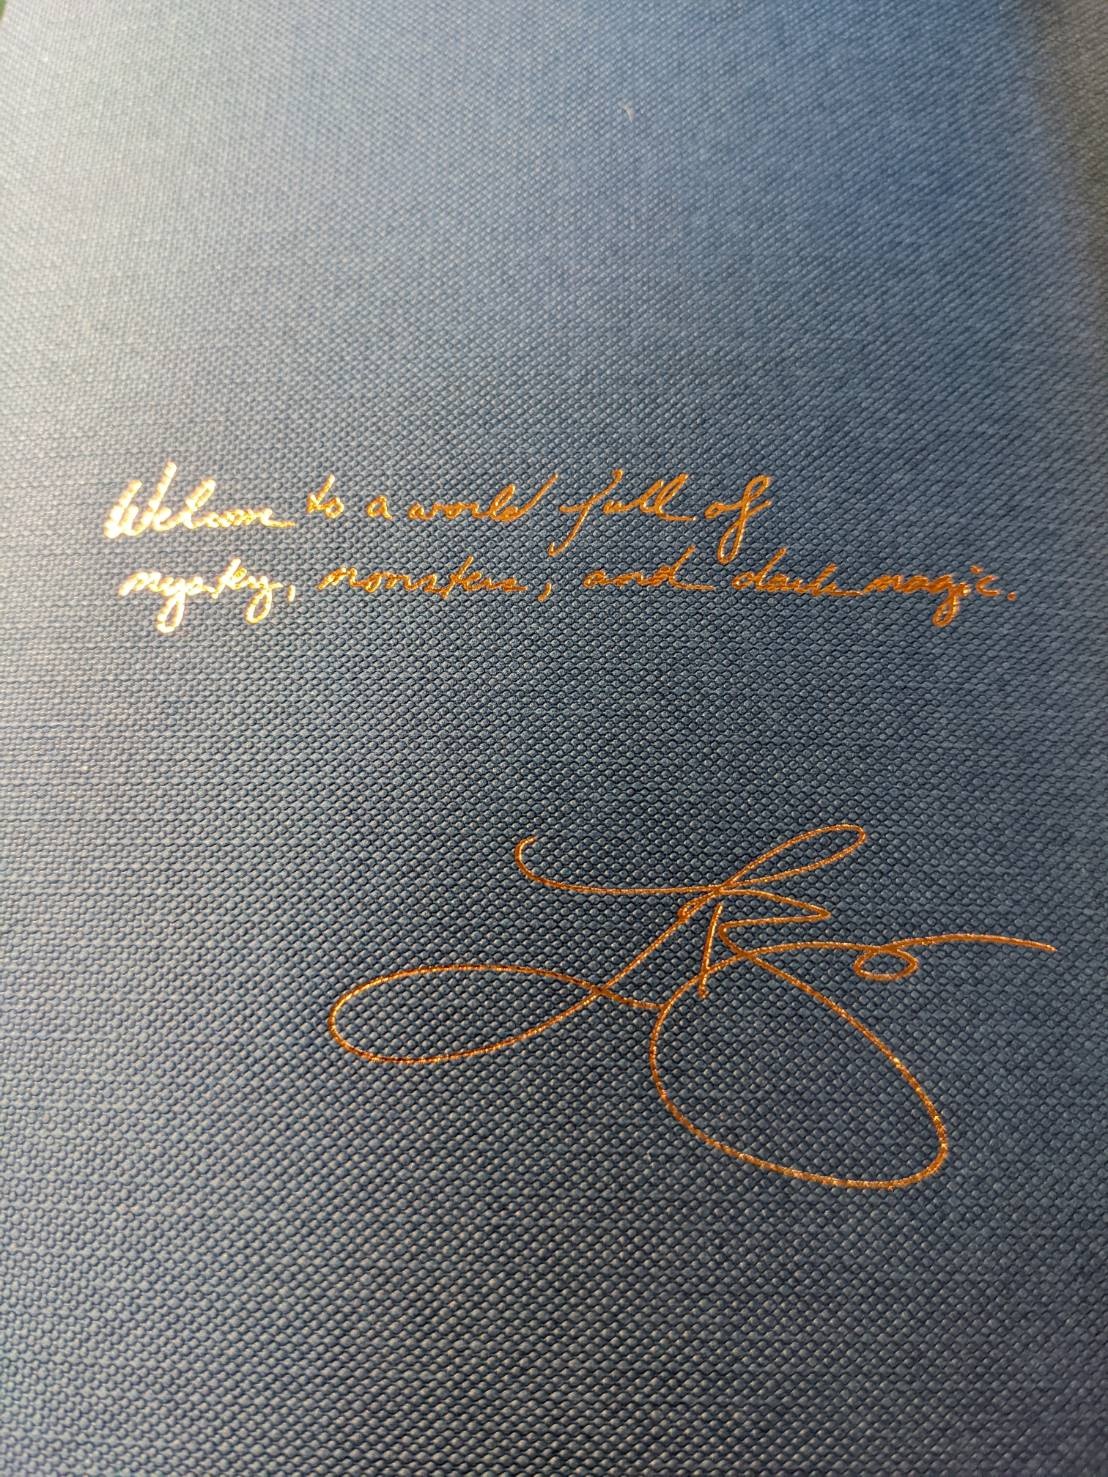 Welcome to a world full of
mystery, monsters, and dark magic.